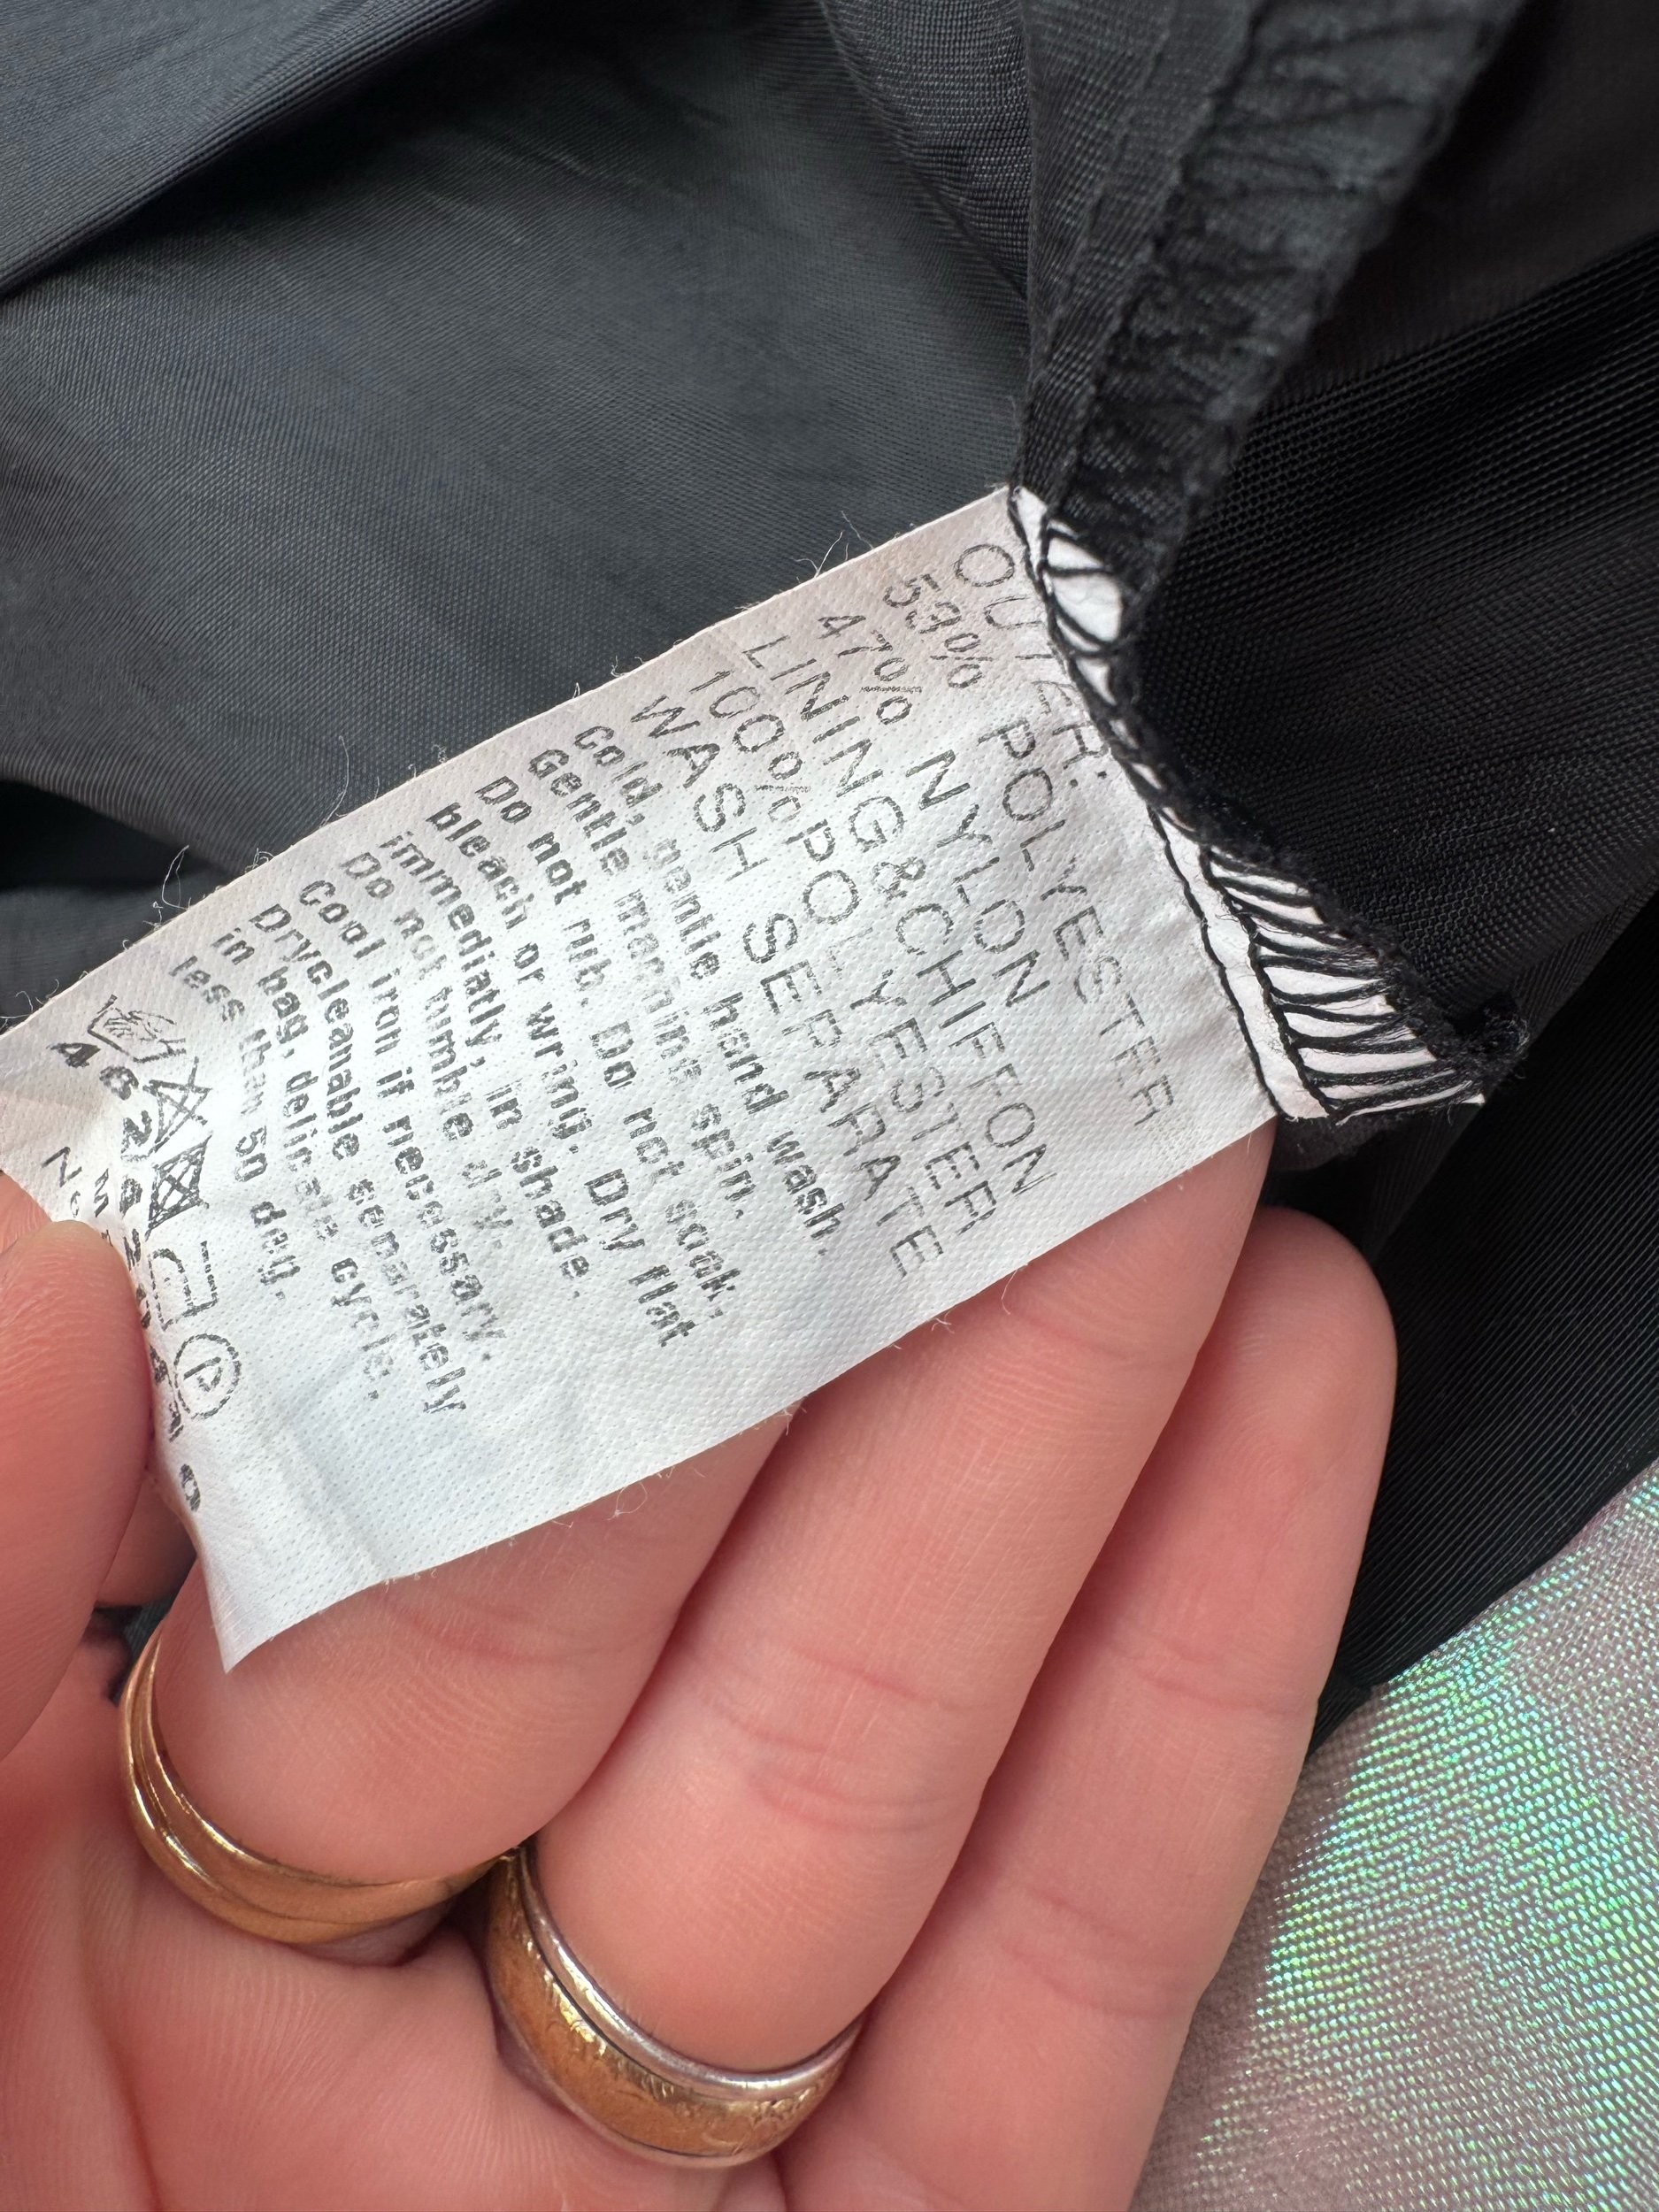 OUTER:
53% POLYESTER
47% NYLON
LINING&CHIFFON
100%POLYESTER
WASH SEPARATE
Cold, gentle hand wash.
Gentle machine spin.
Do not rub. Do not soak,
bleach or wring. Dry flat
immediatly, in shade.
Do not tumble dry.
Cool iron if necessary.
Drycleanable separately
in bag, delicate cycle,
less than 50 deg.
P